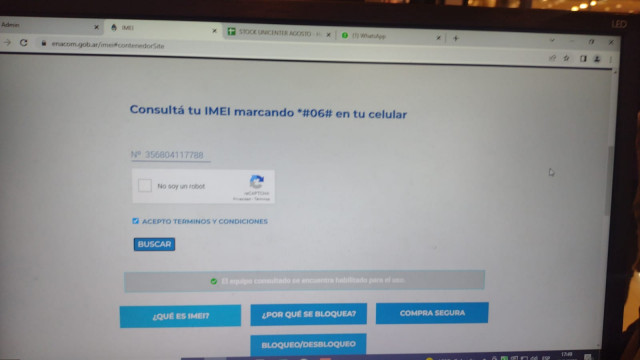 LED
Admin
IMEI
STOCK UNICENTER AGOSTO - H
(1) WhatsApp
enacom.gob.ar/imei#contenedorSite
Consultá tu IMEI marcando *#06# en tu celular
Nº 356804117788
No soy un robot
reCAPTCHA
Privacidad - Términos
ACEPTO TERMINOS Y CONDICIONES
BUSCAR
El equipo consultado se encuentra habilitado para el uso.
¿QUÉ ES IMEI?
¿POR QUÉ SE BLOQUEA?
COMPRA SEGURA
BLOQUEO/DESBLOQUEO